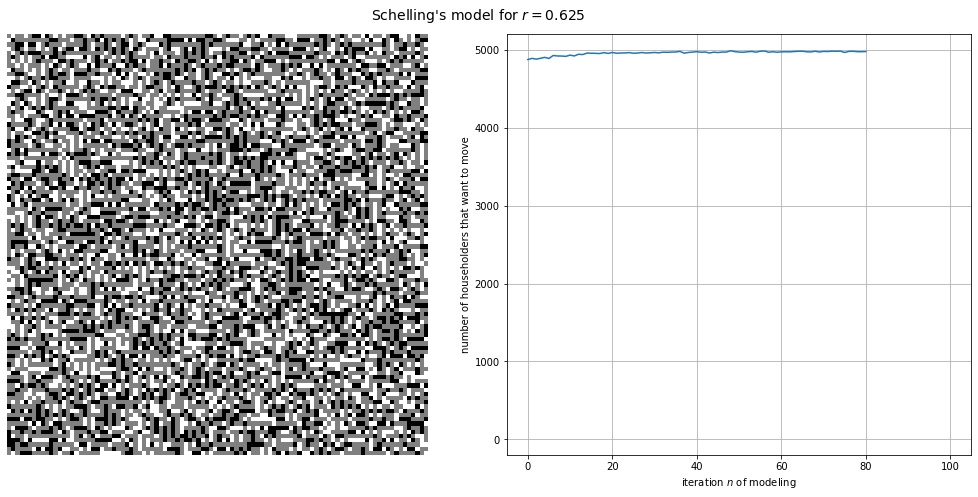 Schelling's model for r = 0.625
number of householders that want to move
5000
4000
3000
2000
1000
0
0 20 40 60 80 100
iteration n of modeling